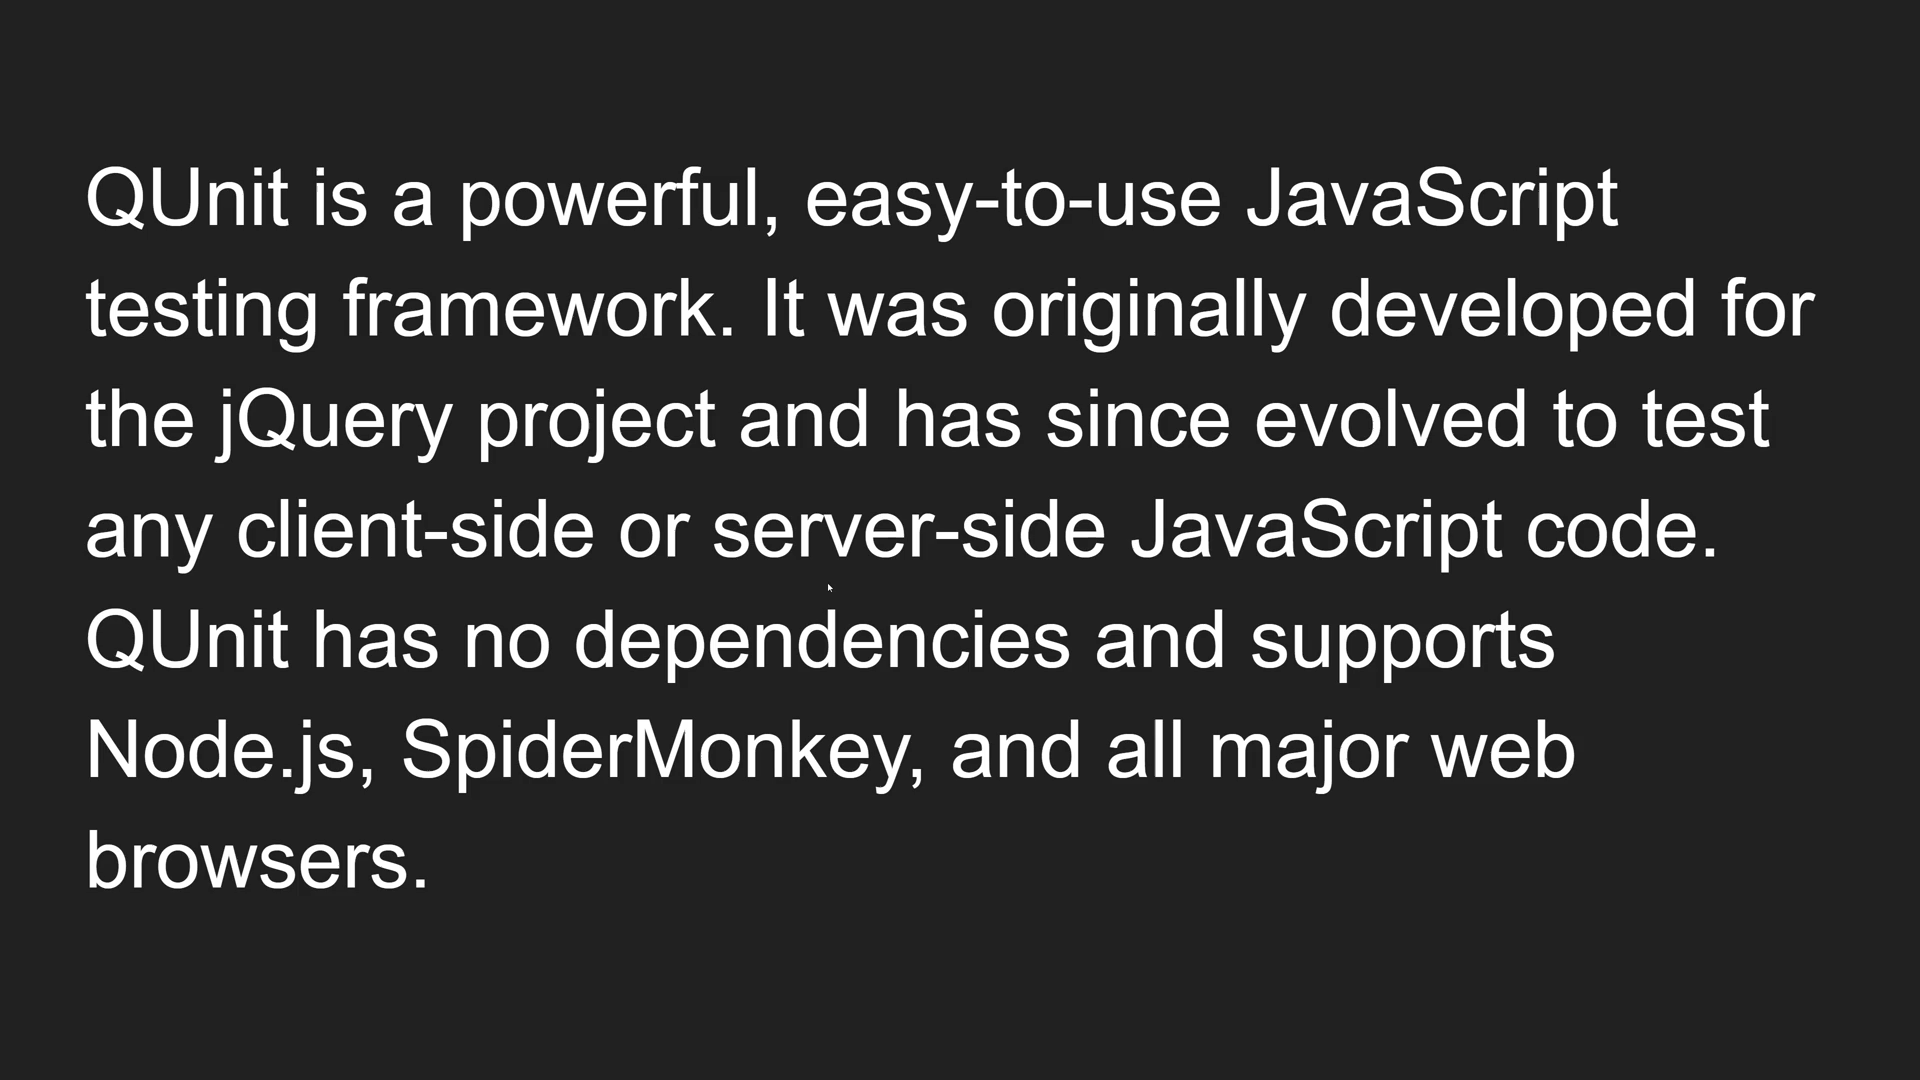 QUnit is a powerful, easy-to-use JavaScript
testing framework. It was originally developed for
the jQuery project and has since evolved to test
any client-side or server-side JavaScript code.
QUnit has no dependencies and supports
Node.js, SpiderMonkey, and all major web
browsers.